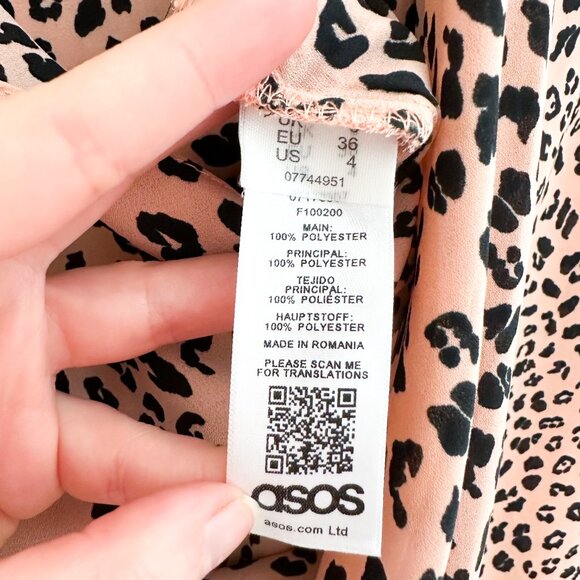 UK
EU 36
US 4
07744951
F100200
MAIN:
100% POLYESTER
PRINCIPAL:
100% POLYESTER
TEJIDO
PRINCIPAL:
100% POLIÉSTER
HAUPTSTOFF:
100% POLYESTER
MADE IN ROMANIA
PLEASE SCAN ME
FOR TRANSLATIONS
asos
asos.com Ltd